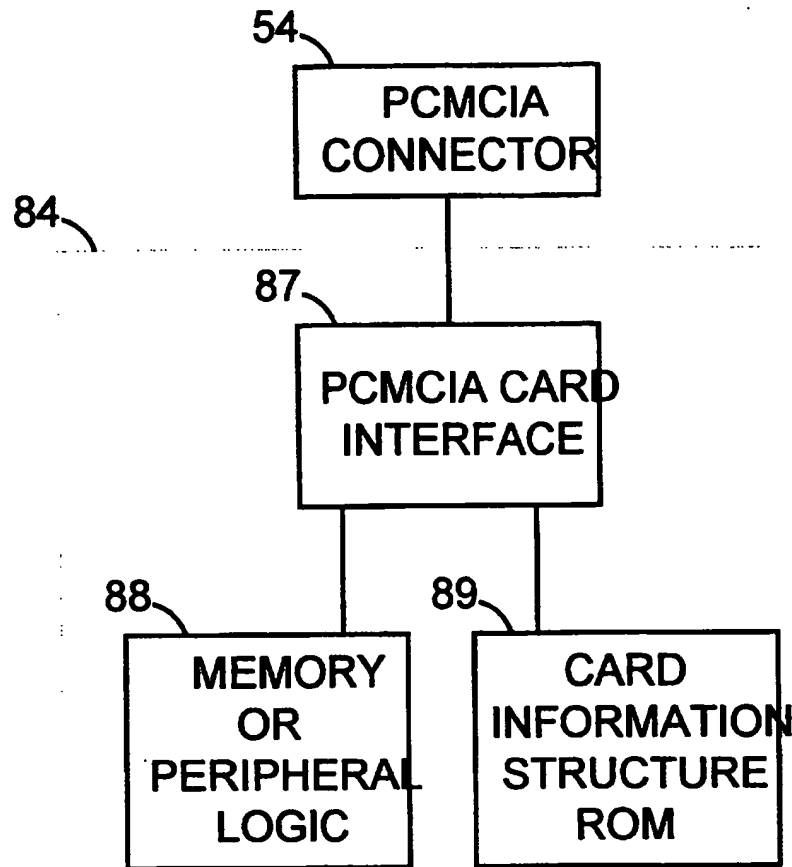 54
PCMCIA
CONNECTOR
84
87
PCMCIA CARD
INTERFACE
88
MEMORY
OR
PERIPHERAL
LOGIC
89
CARD
INFORMATION
STRUCTURE
ROM